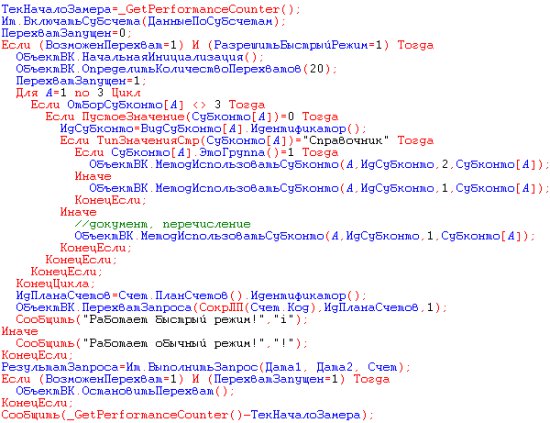 ТекНачалоЗамера=_GetPerformanceCounter();
Ит.ВключатьСубсчета(ДанныеПоСубсчетам);
ПерехватЗапущен=0;
Если (ВозможенПерехват=1) И (РазрешитьБыстрыйРежим=1) Тогда
ОбъектВК.НачальнаяИнициализация();
ОбъектВК.ОпределитьКоличествоПерехватов(20);
ПерехватЗапущен=1;
Для А=1 по 3 Цикл
Если ОтборСубконто[А] <> 3 Тогда
Если ПустоеЗначение(Субконто[А])=0 Тогда
ИдСубконто=ВидСубконто[А].Идентификатор();
Если ТипЗначенияСтр(Субконто[А])="Справочник" Тогда
Если Субконто[А].ЭтоГруппа()=1 Тогда
ОбъектВК.МетодИспользоватьСубконто(А,ИдСубконто,2,Субконто[А]);
Иначе
ОбъектВК.МетодИспользоватьСубконто(А,ИдСубконто,1,Субконто[А]);
КонецЕсли;
Иначе
//документ, перечисление
ОбъектВК.МетодИспользоватьСубконто(А,ИдСубконто,1,Субконто[А]);
КонецЕсли;
КонецЕсли;
КонецЕсли;
КонецЦикла;
ИдПланаСчетов=Счет.ПланСчетов().Идентификатор();
ОбъектВК.ПерехватЗапроса(СокрЛП(Счет.Код),ИдПланаСчетов,1);
Сообщить("Работает быстрый режим!","i");
Иначе
Сообщить("Работает обычный режим!","!");
КонецЕсли;
РезультатЗапроса=Ит.ВыполнитьЗапрос(Дата1, Дата2, Счет);
Если (ВозможенПерехват=1) И (ПерехватЗапущен=1) Тогда
ОбъектВК.ОстановитьПерехват();
КонецЕсли;
Сообщить(_GetPerformanceCounter()-ТекНачалоЗамера);